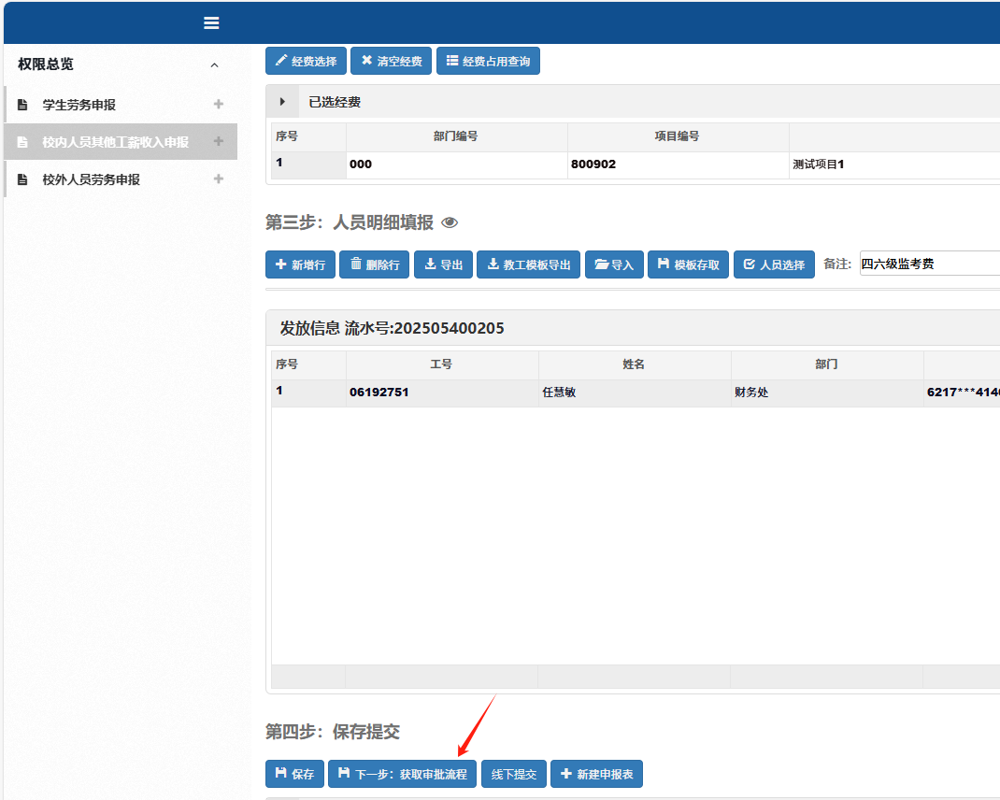 权限总览
学生劳务申报
校内人员其他工薪收入申报
校外人员劳务申报
经费选择 清空经费 经费占用查询
已选经费
序号 部门编号 项目编号
1 000 800902 测试项目1
第三步：人员明细填报
新增行 删除行 导出 教工模板导出 导入 模板存取 人员选择 备注: 四六级监考费
发放信息 流水号:202505400205
序号 工号 姓名 部门
1 06192751 任慧敏 财务处 6217***4140
第四步：保存提交
保存 下一步：获取审批流程 线下提交 新建申报表